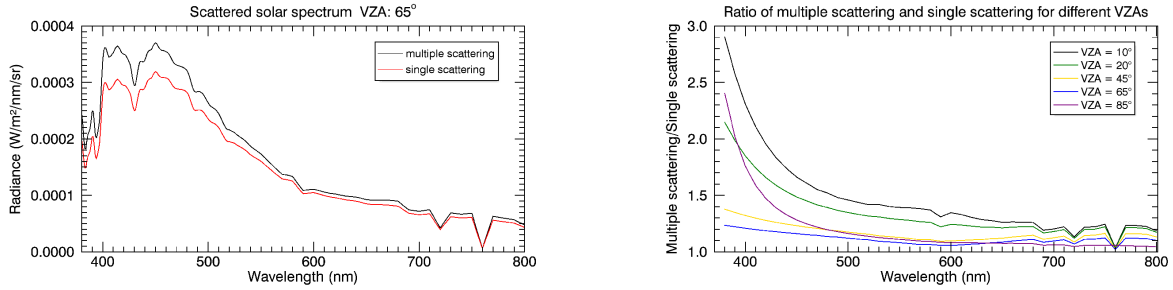 Scattered solar spectrum VZA: 65°
0.0004
0.0003
0.0002
0.0001
0.0000
Radiance (W/m²/nm/sr)
multiple scattering
single scattering
400
500
600
700
800
Wavelength (nm)
Ratio of multiple scattering and single scattering for different VZAs
3.0
2.5
2.0
1.5
1.0
Multiple scattering/Single scattering
VZA = 10°
VZA = 20°
VZA = 45°
VZA = 65°
VZA = 85°
400
500
600
700
800
Wavelength (nm)